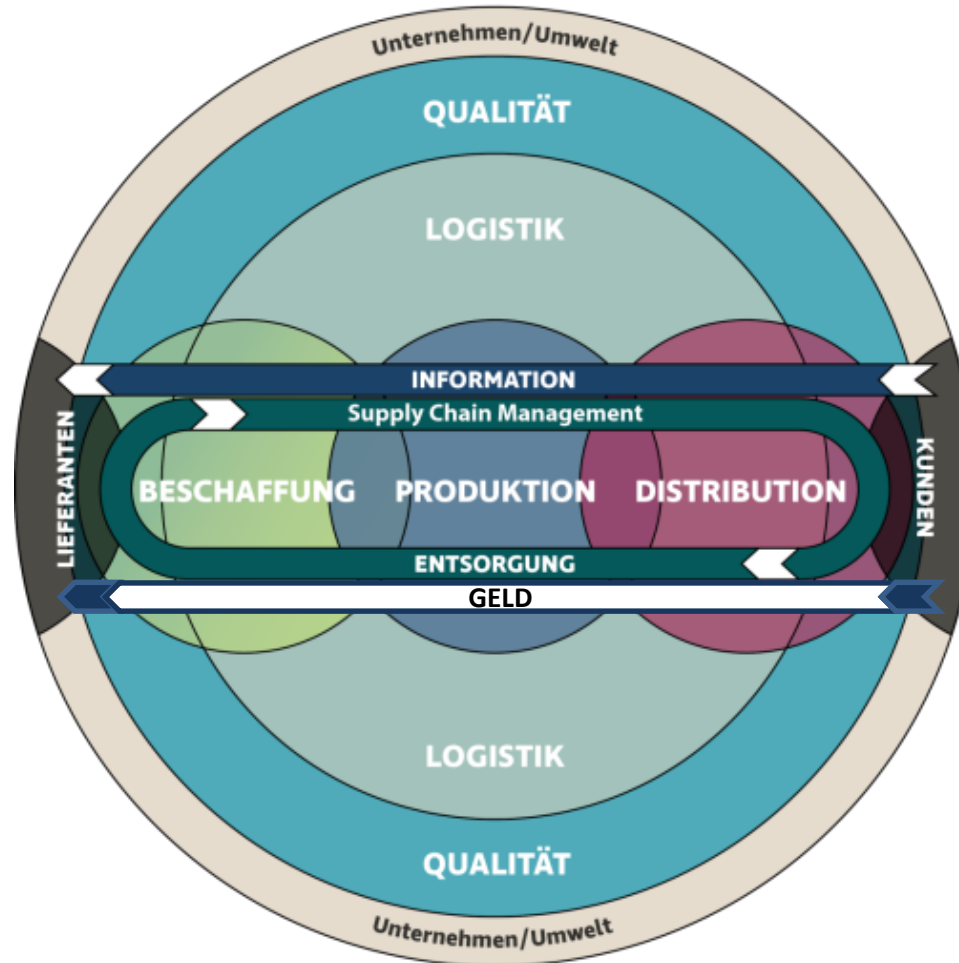 Unternehmen/Umwelt
QUALITÄT
LOGISTIK
INFORMATION
Supply Chain Management
LIEFERANTEN
BESCHAFFUNG
PRODUKTION
DISTRIBUTION
KUNDEN
ENTSORGUNG
GELD
LOGISTIK
QUALITÄT
Unternehmen/Umwelt